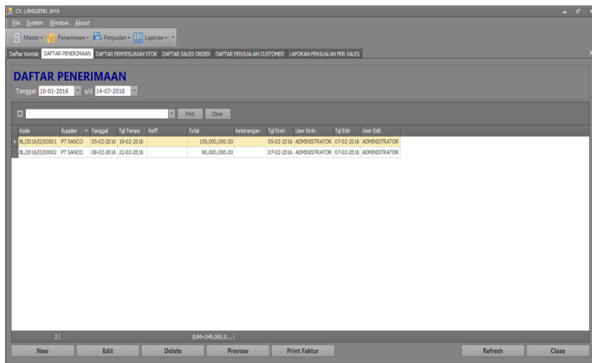 CV. LANGGENG JAYA
File System Window About
Master Penerimaan Penjualan Laporan
Daftar Kontak DAFTAR PENERIMAAN DAFTAR PENYESUAIAN STOK DAFTAR SALES ORDER DAFTAR PENJUALAN CUSTOMER LAPORAN PENJUALAN PER SALES
DAFTAR PENERIMAAN
Tanggal 10-01-2016 s/d 14-07-2016
Find Clear
Kode Supplier Tanggal Tgl Tempo Reff Total Keterangan Tgl Entri User Entri Tgl Edit User Edit
BL/2016/II/00001 PT SANCO 05-02-2016 19-02-2016 159,000,000.00 05-02-2016 ADMINISTRATOR 07-02-2016 ADMINISTRATOR
BL/2016/II/00002 PT SANCO 08-02-2016 22-02-2016 90,000,000.00 07-02-2016 ADMINISTRATOR 07-02-2016 ADMINISTRATOR
2 SUM=249,000,0...
New Edit Delete Preview Print Faktur Refresh Close